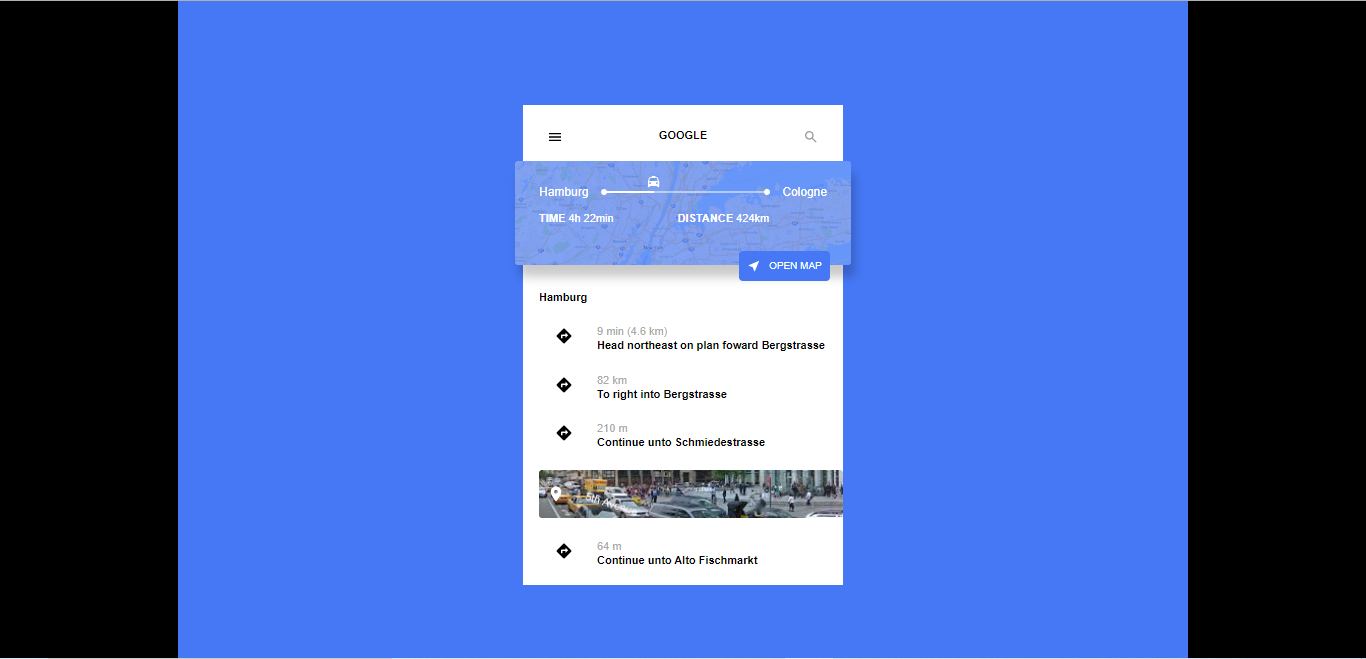 GOOGLE
Hamburg
Cologne
TIME 4h 22min
DISTANCE 424km
New York
OPEN MAP
Hamburg
9 min (4.6 km)
Head northeast on plan foward Bergstrasse
82 km
To right into Bergstrasse
210 m
Continue unto Schmiedestrasse
5th
64 m
Continue unto Alto Fischmarkt